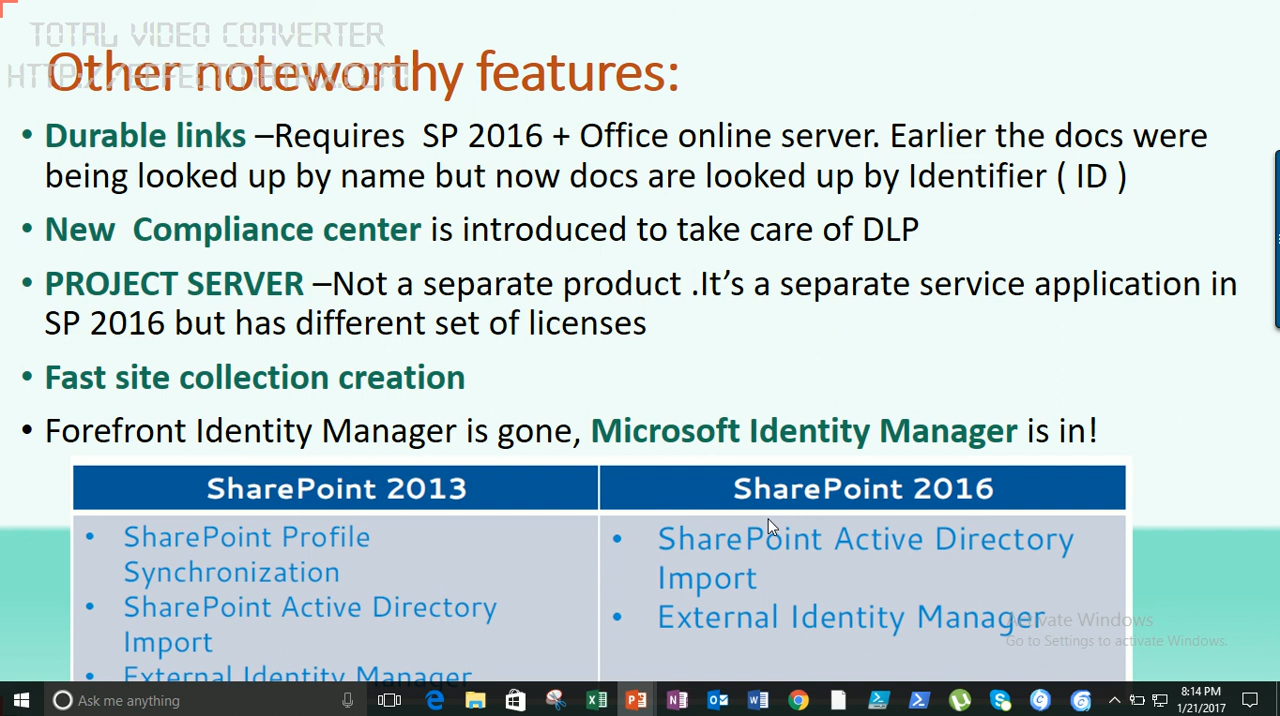 TOTAL VIDEO CONVERTER
Other noteworthy features:
• Durable links –Requires SP 2016 + Office online server. Earlier the docs were
being looked up by name but now docs are looked up by Identifier ( ID )
• New Compliance center is introduced to take care of DLP
• PROJECT SERVER –Not a separate product .It’s a separate service application in
SP 2016 but has different set of licenses
• Fast site collection creation
• Forefront Identity Manager is gone, Microsoft Identity Manager is in!
SharePoint 2013
• SharePoint Profile
Synchronization
• SharePoint Active Directory
Import
• External Identity Manager
SharePoint 2016
• SharePoint Active Directory
Import
• External Identity Manager
Activate Windows
Go to Settings to activate Windows.
Ask me anything
8:14 PM
1/21/2017